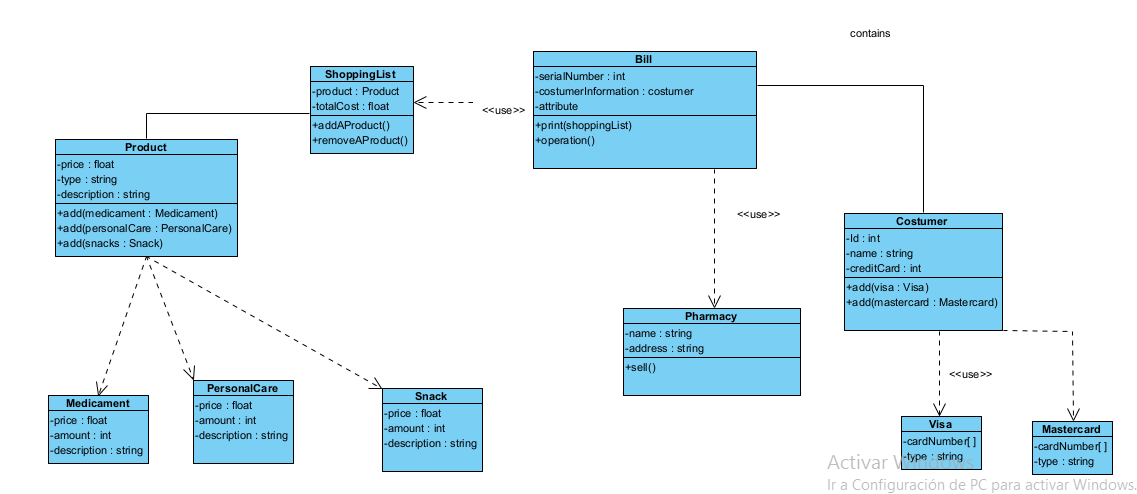 contains
ShoppingList
-product : Product
-totalCost : float
+addAProduct()
+removeAProduct()
<<use>>
Bill
-serialNumber : int
-costumerInformation : costumer
-attribute
+print(shoppingList)
+operation()
Product
-price : float
-type : string
-description : string
+add(medicament : Medicament)
+add(personalCare : PersonalCare)
+add(snacks : Snack)
<<use>>
Costumer
-Id : int
-name : string
-creditCard : int
+add(visa : Visa)
+add(mastercard : Mastercard)
Pharmacy
-name : string
-address : string
+sell()
<<use>>
Medicament
-price : float
-amount : int
-description : string
PersonalCare
-price : float
-amount : int
-description : string
Snack
-price : float
-amount : int
-description : string
Visa
-cardNumber[ ]
-type : string
Mastercard
-cardNumber[ ]
-type : string
Activar Windows
Ir a Configuración de PC para activar Windows.